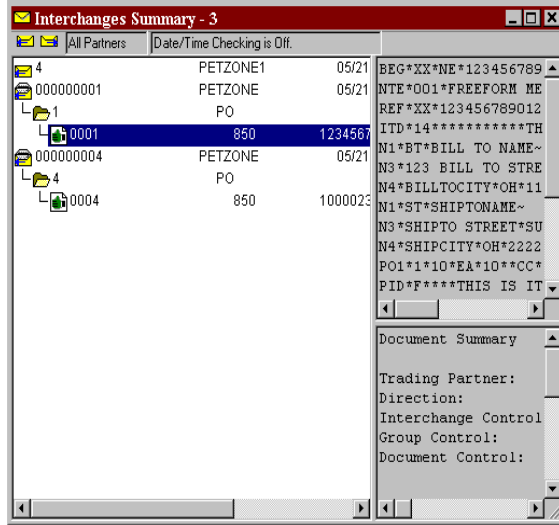 Interchanges Summary - 3
All Partners Date/Time Checking is Off.
4 PETZONE1 05/21
000000001 PETZONE 05/21
1 PO
0001 850 1234567
000000004 PETZONE 05/21
4 PO
0004 850 1000023
BEG*XX*NE*123456789
NTE*001*FREEFORM ME
REF*XX*123456789012
ITD*14***********TH
N1*BT*BILL TO NAME~
N3*123 BILL TO STRE
N4*BILLTOCITY*OH*11
N1*ST*SHIPTONAME~
N3*SHIPTO STREET*SU
N4*SHIPCITY*OH*2222
PO1*1*10*EA*10**CC*
PID*F****THIS IS IT
Document Summary
Trading Partner:
Direction:
Interchange Control
Group Control:
Document Control: